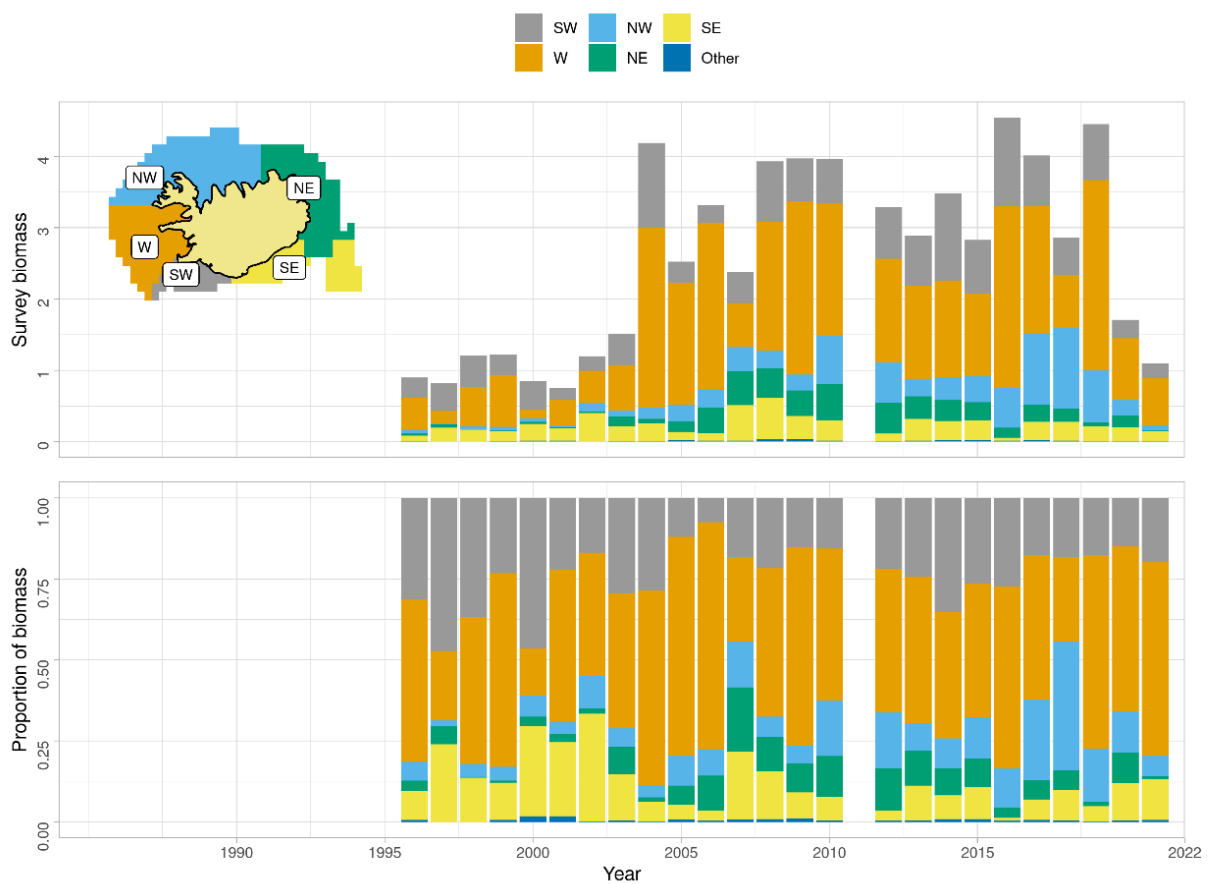 SW NW SE
W NE Other
Survey biomass
4
3
2
1
0
NW
NE
W
SW
SE
Proportion of biomass
1.00
0.75
0.50
0.25
0.00
1990 1995 2000 2005 2010 2015 2022
Year